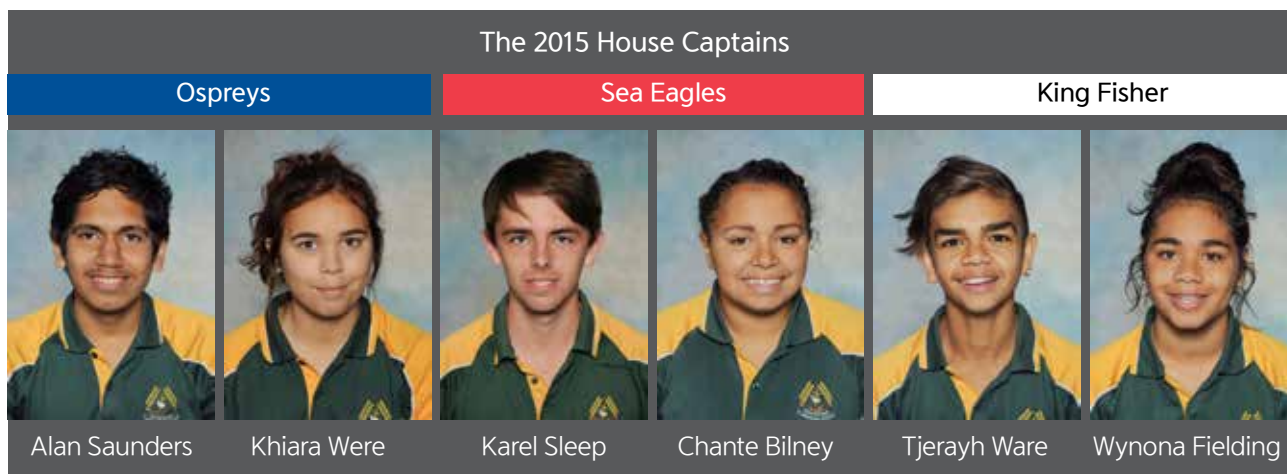 The 2015 House Captains
Ospreys Sea Eagles King Fisher
Alan Saunders Khiara Were Karel Sleep Chante Bilney Tjerayh Ware Wynona Fielding